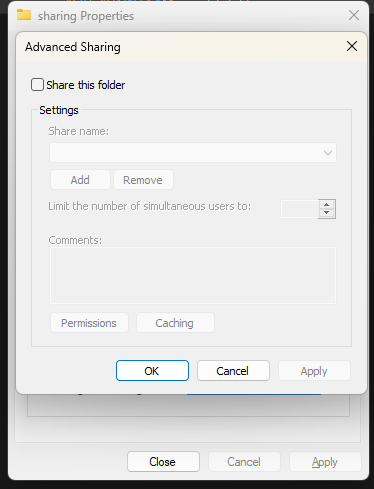 sharing Properties
Advanced Sharing
Share this folder
Settings
Share name:
Add Remove
Limit the number of simultaneous users to:
Comments:
Permissions Caching
OK Cancel Apply
Close Cancel Apply